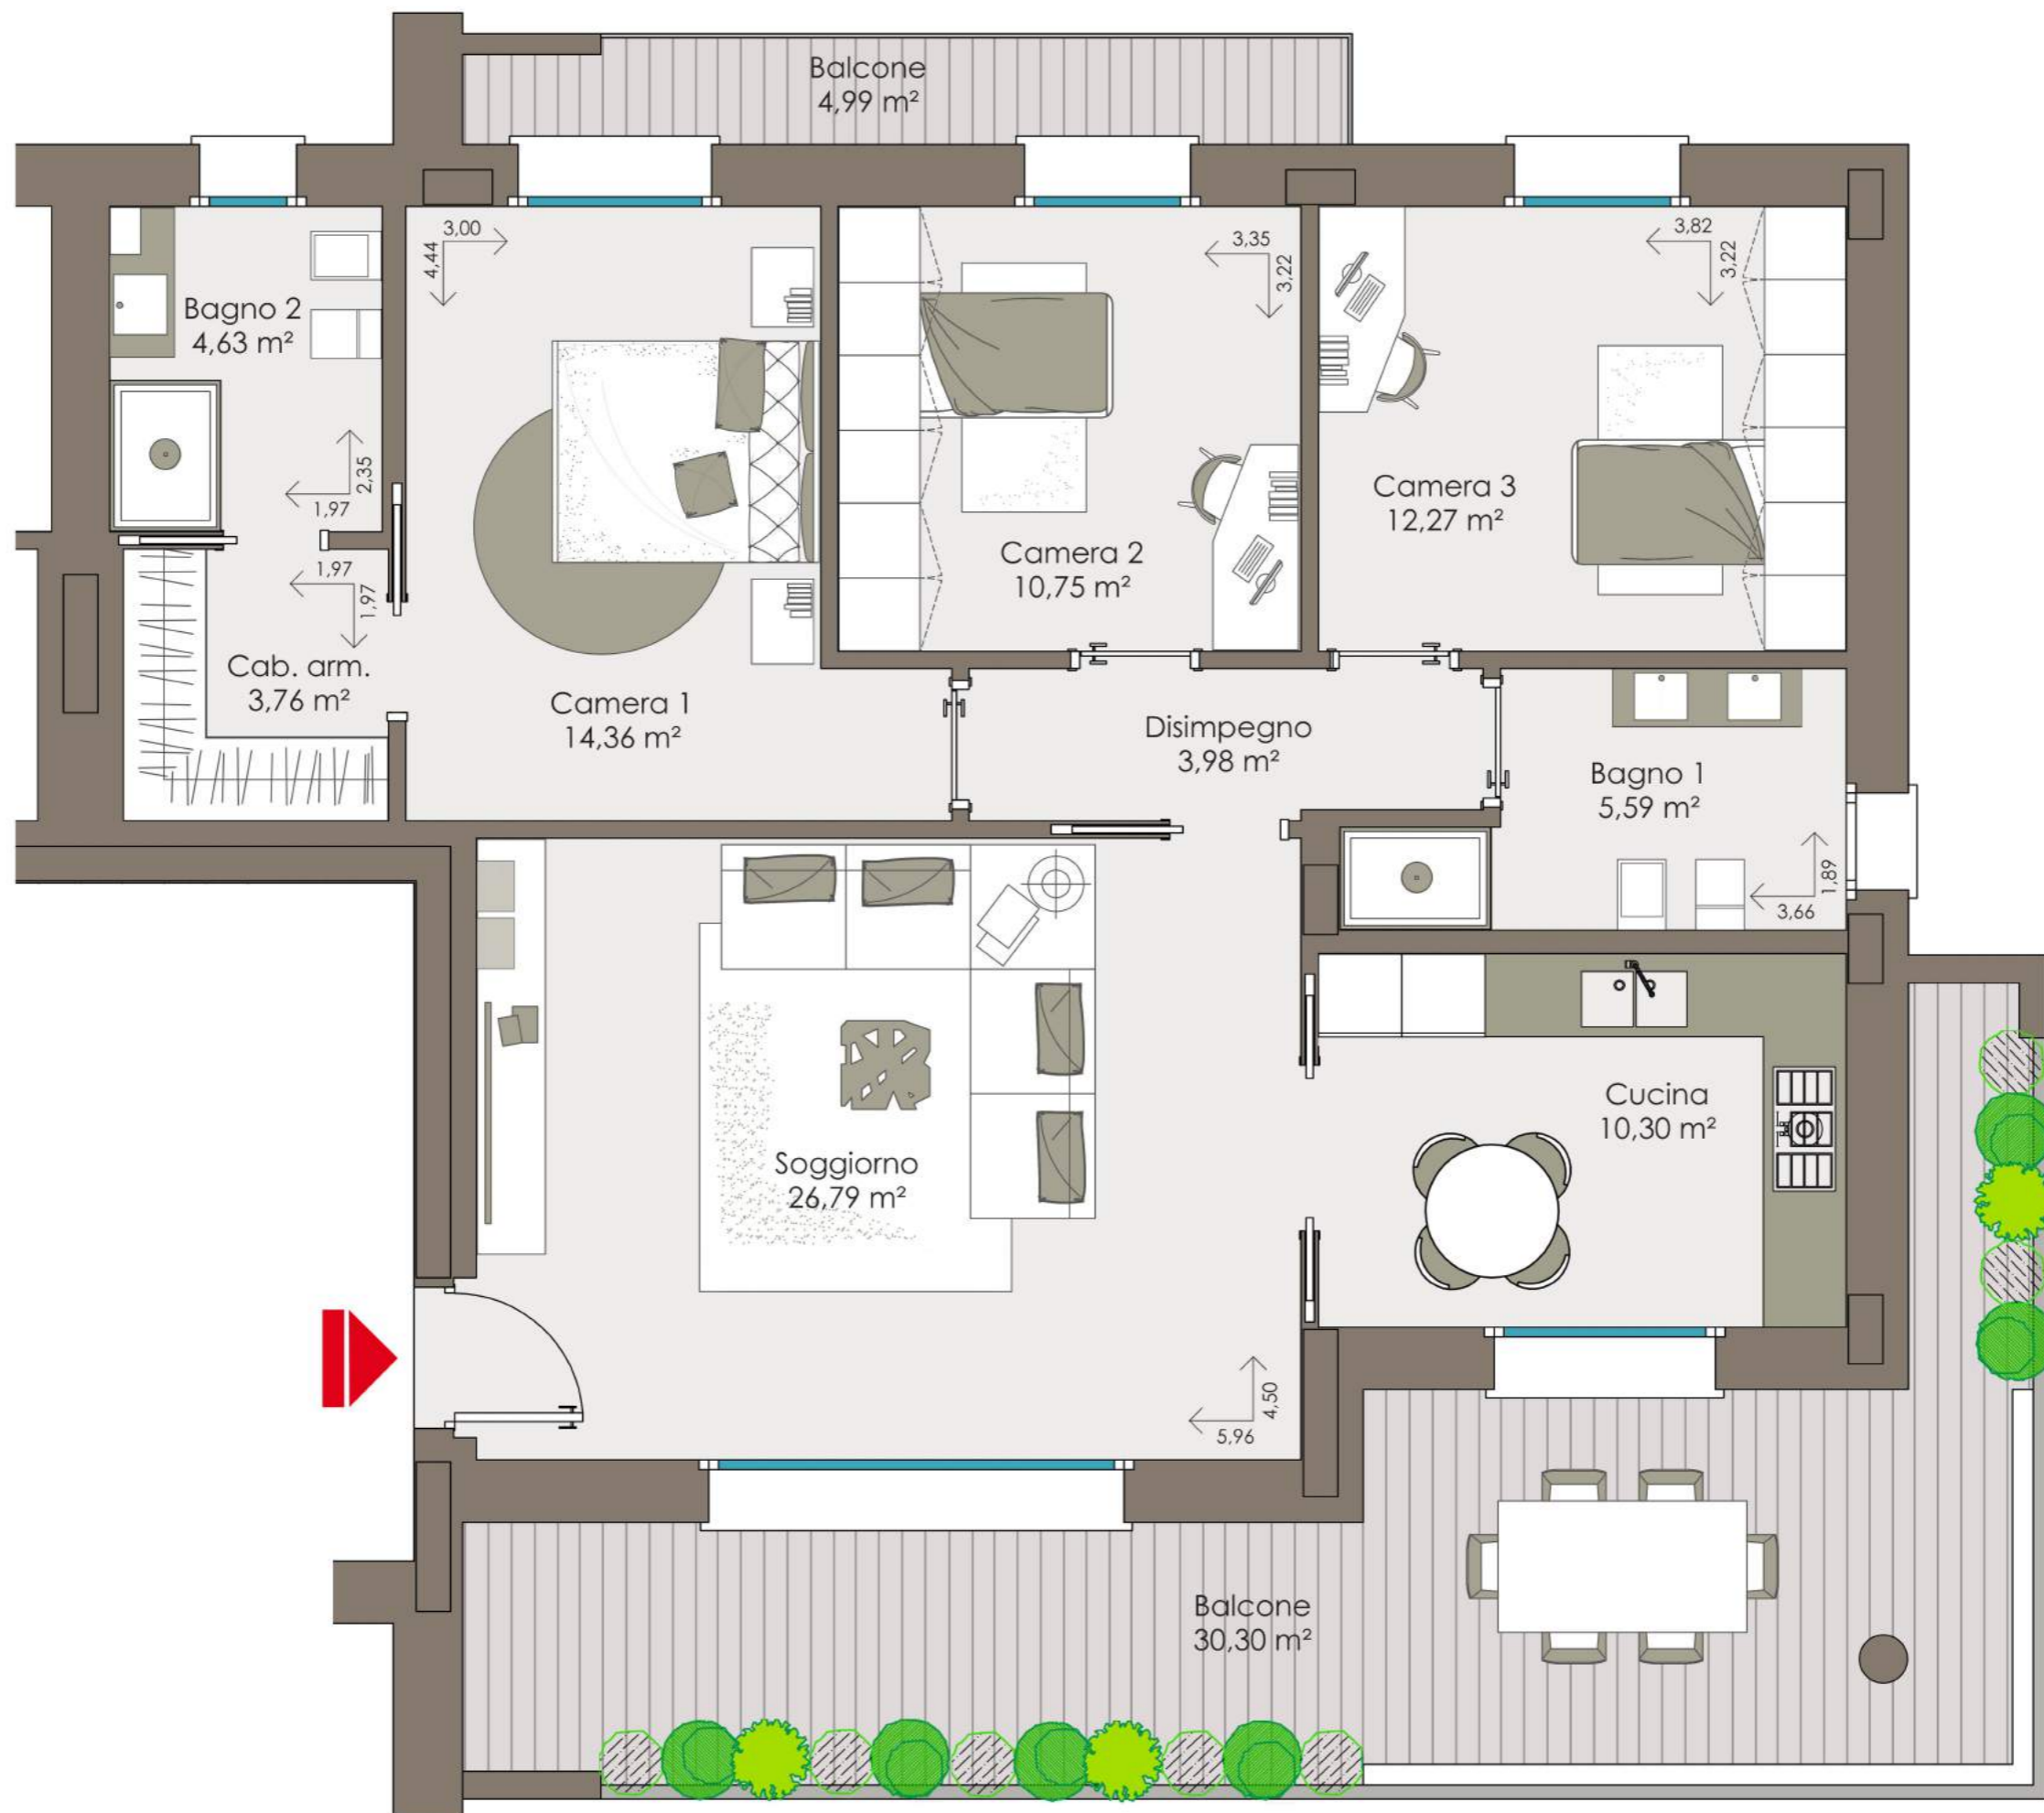 Balcone
4,99 m²
3,00
4,44
3,35
3,22
3,82
3,22
Bagno 2
4,63 m²
2,35
1,97
Camera 3
12,27 m²
Camera 2
10,75 m²
1,97
1,97
Cab. arm.
3,76 m²
Camera 1
14,36 m²
Disimpegno
3,98 m²
Bagno 1
5,59 m²
1,89
3,66
Cucina
10,30 m²
Soggiorno
26,79 m²
4,50
5,96
Balcone
30,30 m²